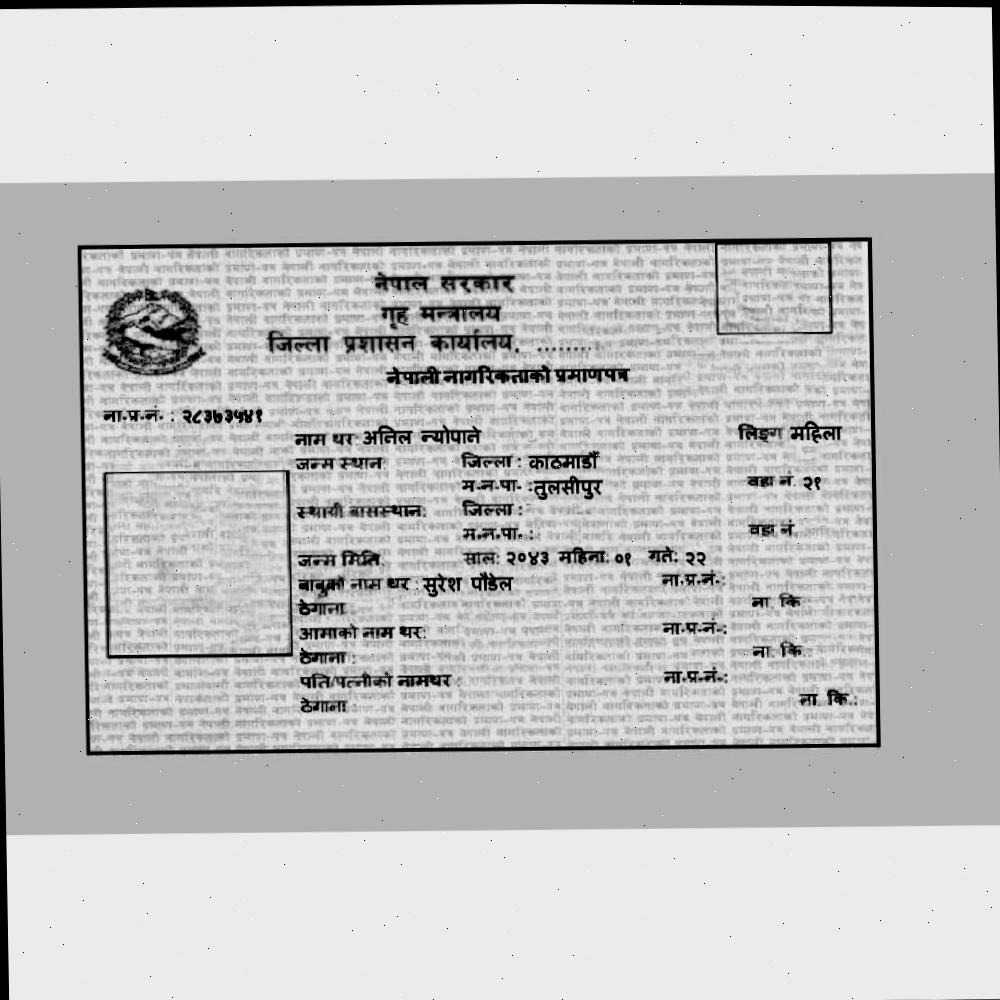 नेपाल सरकार
गृह मन्त्रालय
जिल्ला प्रशासन कार्यालय, ..........
नेपाली नागरिकताको प्रमाणपत्र
ना.प्र.नं. : २८३७३५४१
नाम थर: अनिल न्योपाने लिङ्ग महिला
जन्म स्थान जिल्ला : काठमाडौँ
म.न.पा. :तुलसीपुर वडा नं. २१
स्थायी बासस्थान: जिल्ला :
म.न.पा. : वडा नं.
जन्म मिति: साल: २०४३ महिना: ०१ गते: २२
बाबुको नाम थर : सुरेश पौडेल ना.प्र.नं.:
ठेगाना : ना. कि.
आमाको नाम थर: ना.प्र.नं.:
ठेगाना : ना. कि.:
पति/पत्नीको नामथर : ना.प्र.नं.:
ठेगाना : ना. कि.: